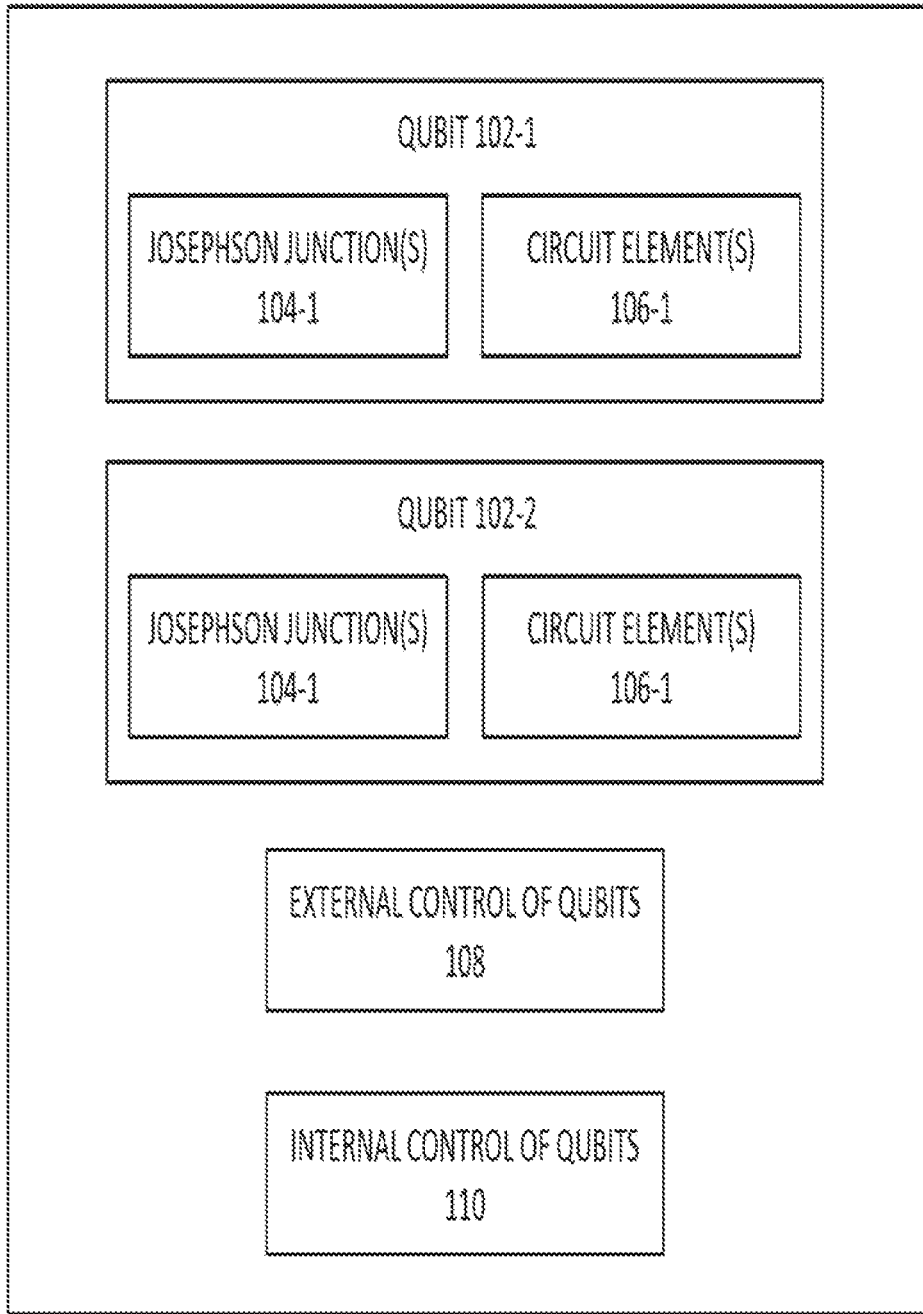 QUBIT 102-1
JOSEPHSON JUNCTION(S)
104-1
CIRCUIT ELEMENT(S)
106-1
QUBIT 102-2
JOSEPHSON JUNCTION(S)
104-1
CIRCUIT ELEMENT(S)
106-1
EXTERNAL CONTROL OF QUBITS
108
INTERNAL CONTROL OF QUBITS
110